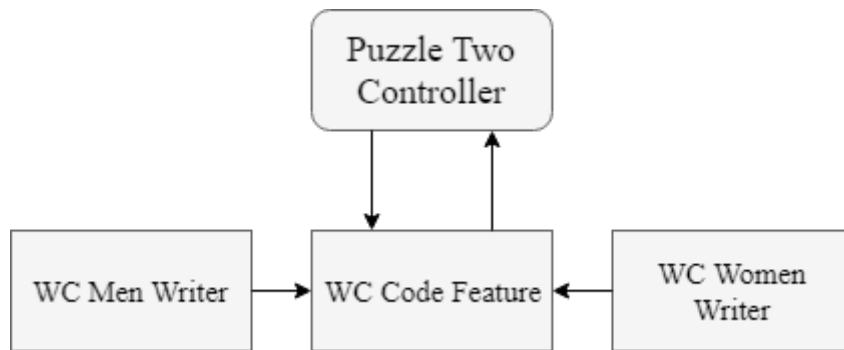 Puzzle Two
Controller
WC Men Writer
WC Code Feature
WC Women
Writer